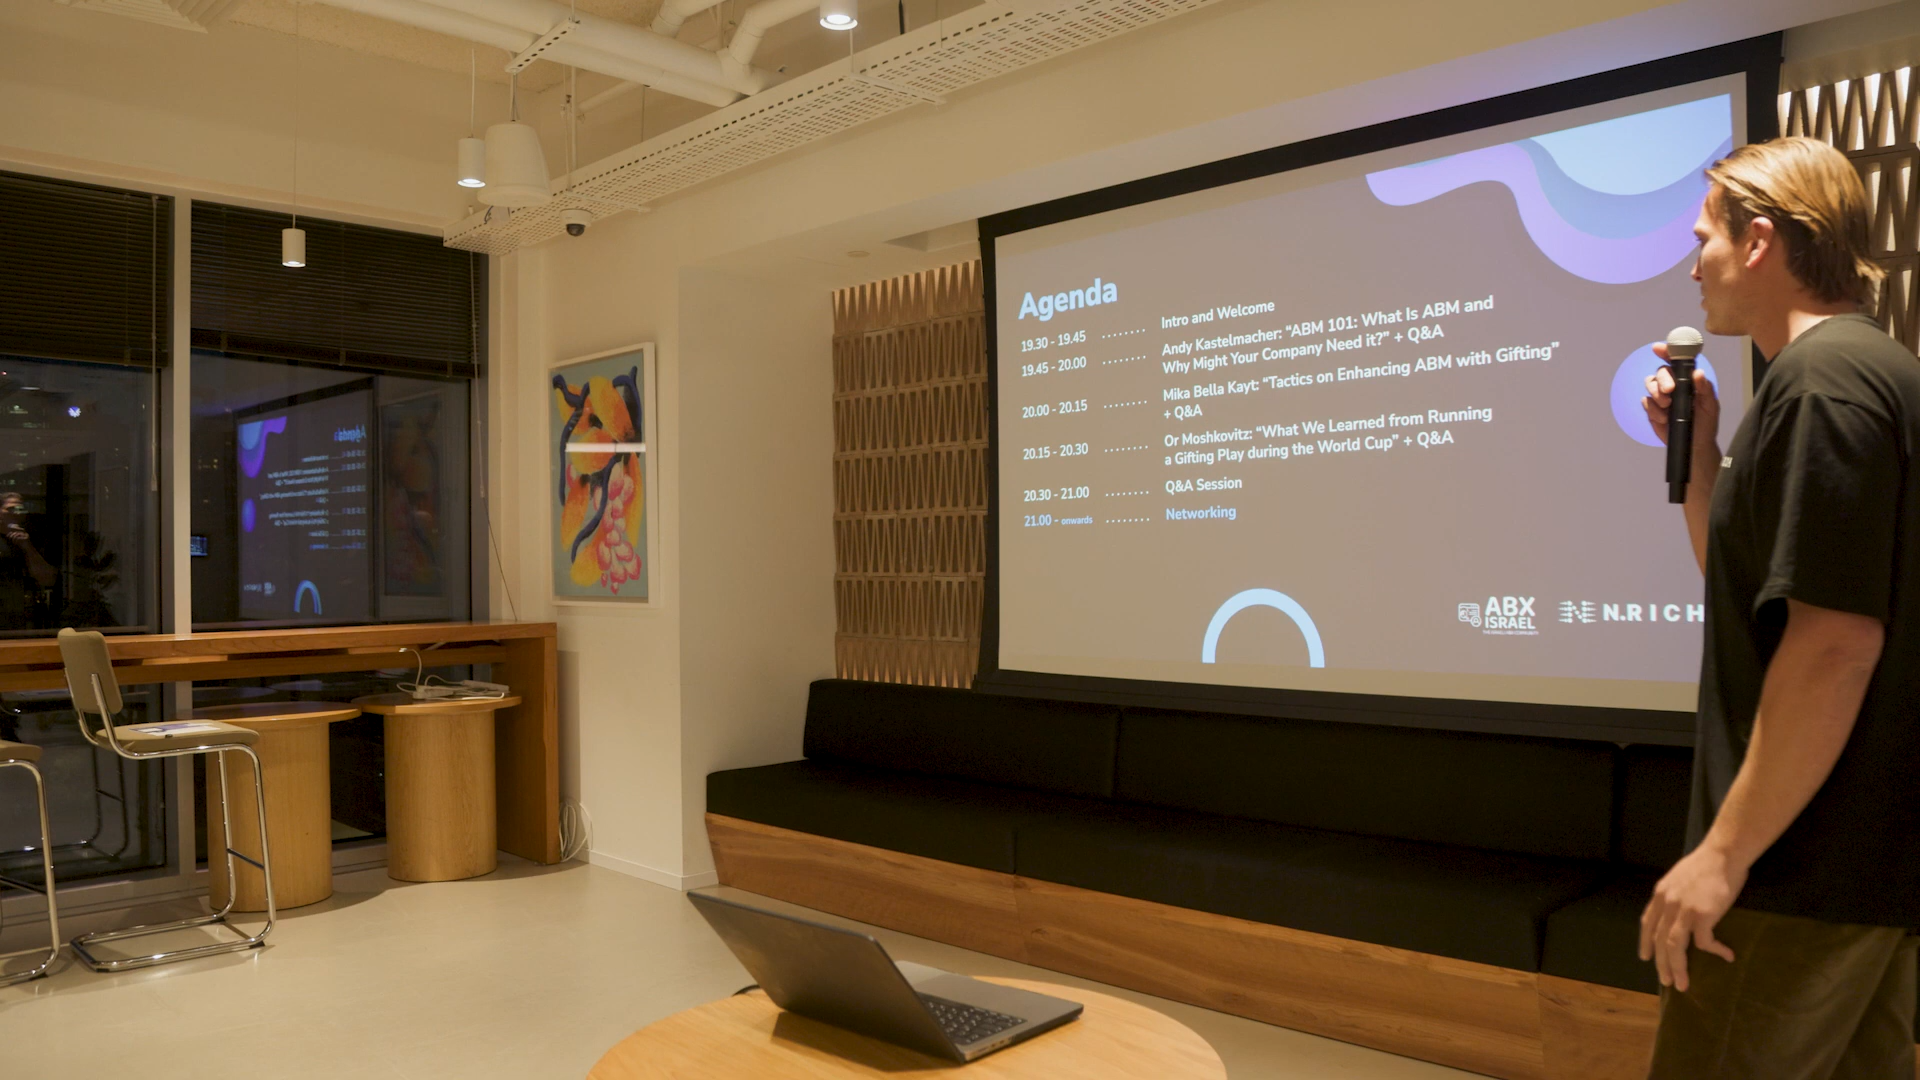 Agenda
19.30 - 19.45 ........ Intro and Welcome
19.45 - 20.00 ........ Andy Kastelmacher: “ABM 101: What Is ABM and
Why Might Your Company Need it?” + Q&A
20.00 - 20.15 ........ Mika Bella Kayt: “Tactics on Enhancing ABM with Gifting”
+ Q&A
20.15 - 20.30 ........ Or Moshkovitz: “What We Learned from Running
a Gifting Play during the World Cup” + Q&A
20.30 - 21.00 ........ Q&A Session
21.00 - onwards ........ Networking
ABX
ISRAEL
N.RICH